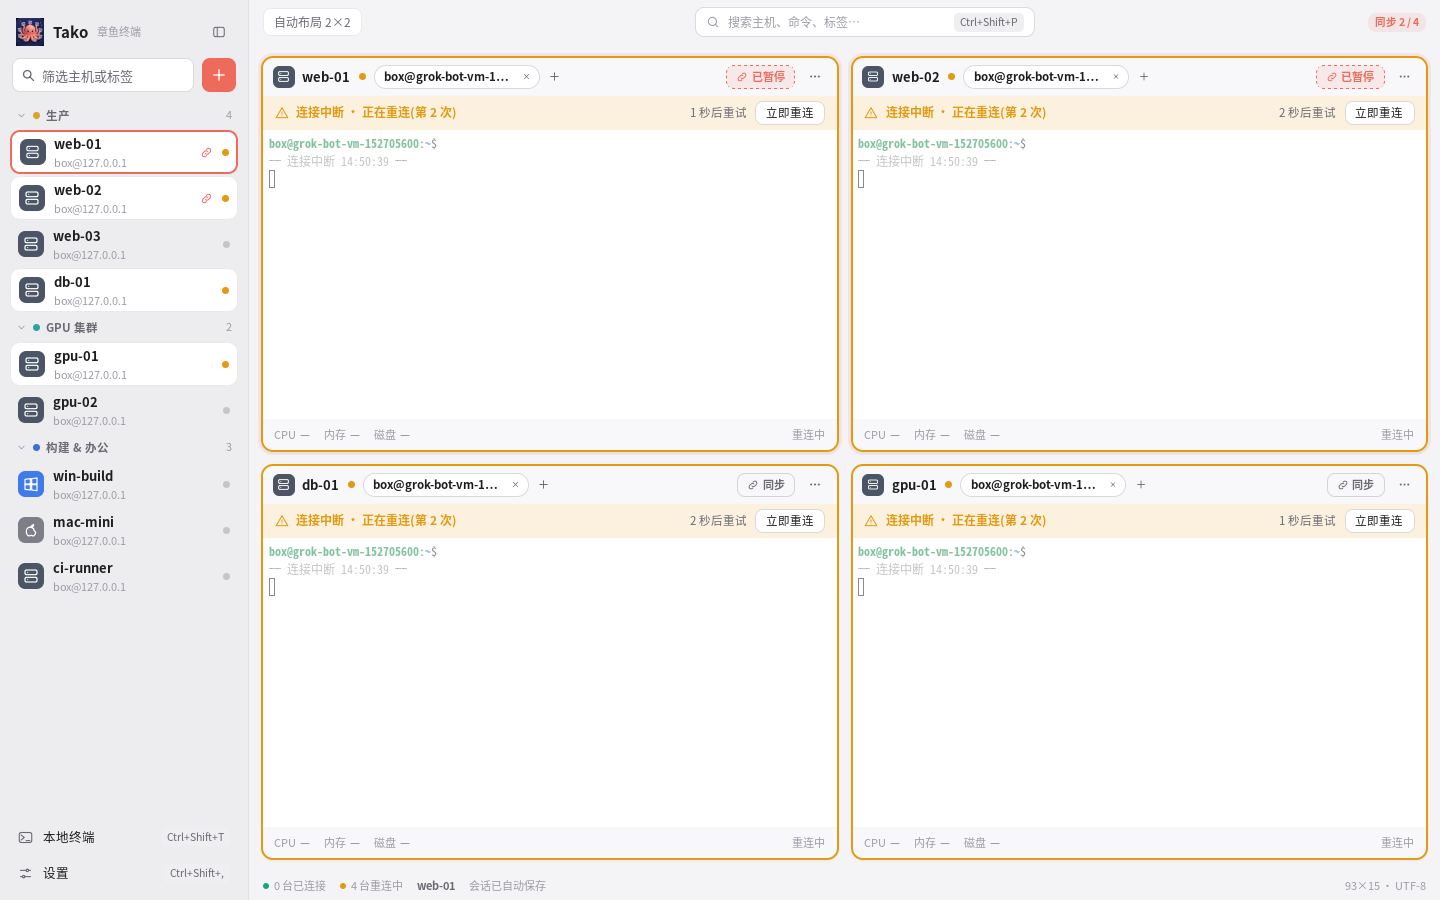 Tako 章鱼终端
筛选主机或标签
生产 4
web-01
box@127.0.0.1
web-02
box@127.0.0.1
web-03
box@127.0.0.1
db-01
box@127.0.0.1
GPU 集群 2
gpu-01
box@127.0.0.1
gpu-02
box@127.0.0.1
构建 & 办公 3
win-build
box@127.0.0.1
mac-mini
box@127.0.0.1
ci-runner
box@127.0.0.1
本地终端 Ctrl+Shift+T
设置 Ctrl+Shift+,
自动布局 2×2
搜索主机、命令、标签… Ctrl+Shift+P
同步 2 / 4
web-01 box@grok-bot-vm-1... × + 已暂停 ...
连接中断 · 正在重连(第 2 次) 1 秒后重试 立即重连
box@grok-bot-vm-152705600:~$
── 连接中断 14:50:39 ──
CPU — 内存 — 磁盘 — 重连中
web-02 box@grok-bot-vm-1... × + 已暂停 ...
连接中断 · 正在重连(第 2 次) 2 秒后重试 立即重连
box@grok-bot-vm-152705600:~$
── 连接中断 14:50:39 ──
CPU — 内存 — 磁盘 — 重连中
db-01 box@grok-bot-vm-1... × + 同步 ...
连接中断 · 正在重连(第 2 次) 2 秒后重试 立即重连
box@grok-bot-vm-152705600:~$
── 连接中断 14:50:39 ──
CPU — 内存 — 磁盘 — 重连中
gpu-01 box@grok-bot-vm-1... × + 同步 ...
连接中断 · 正在重连(第 2 次) 1 秒后重试 立即重连
box@grok-bot-vm-152705600:~$
── 连接中断 14:50:39 ──
CPU — 内存 — 磁盘 — 重连中
0 台已连接 4 台重连中 web-01 会话已自动保存 93×15 · UTF-8